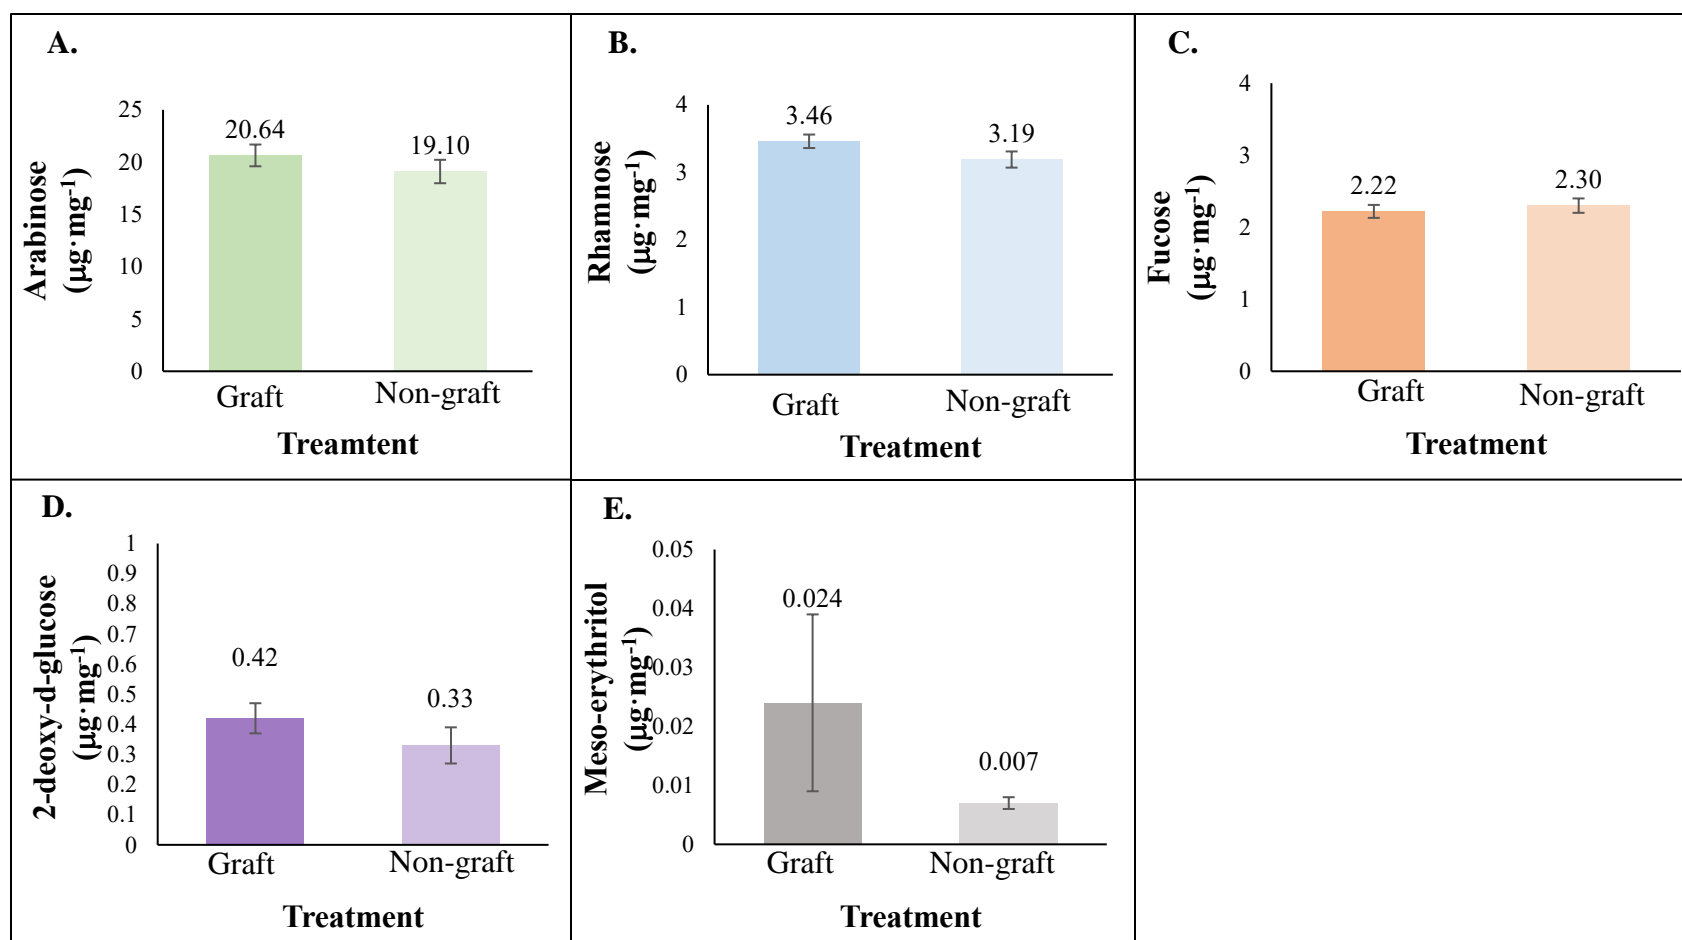 A.
Arabinose
(µg·mg-1)
25
20
15
10
5
0
20.64
19.10
Graft
Non-graft
Treamtent
B.
Rhamnose
(µg·mg-1)
4
3
2
1
0
3.46
3.19
Graft
Non-graft
Treatment
C.
Fucose
(µg·mg-1)
4
3
2
1
0
2.22
2.30
Graft
Non-graft
Treatment
D.
2-deoxy-d-glucose
(µg·mg-1)
1
0.9
0.8
0.7
0.6
0.5
0.4
0.3
0.2
0.1
0
0.42
0.33
Graft
Non-graft
Treatment
E.
Meso-erythritol
(µg·mg-1)
0.05
0.04
0.03
0.02
0.01
0
0.024
0.007
Graft
Non-graft
Treatment